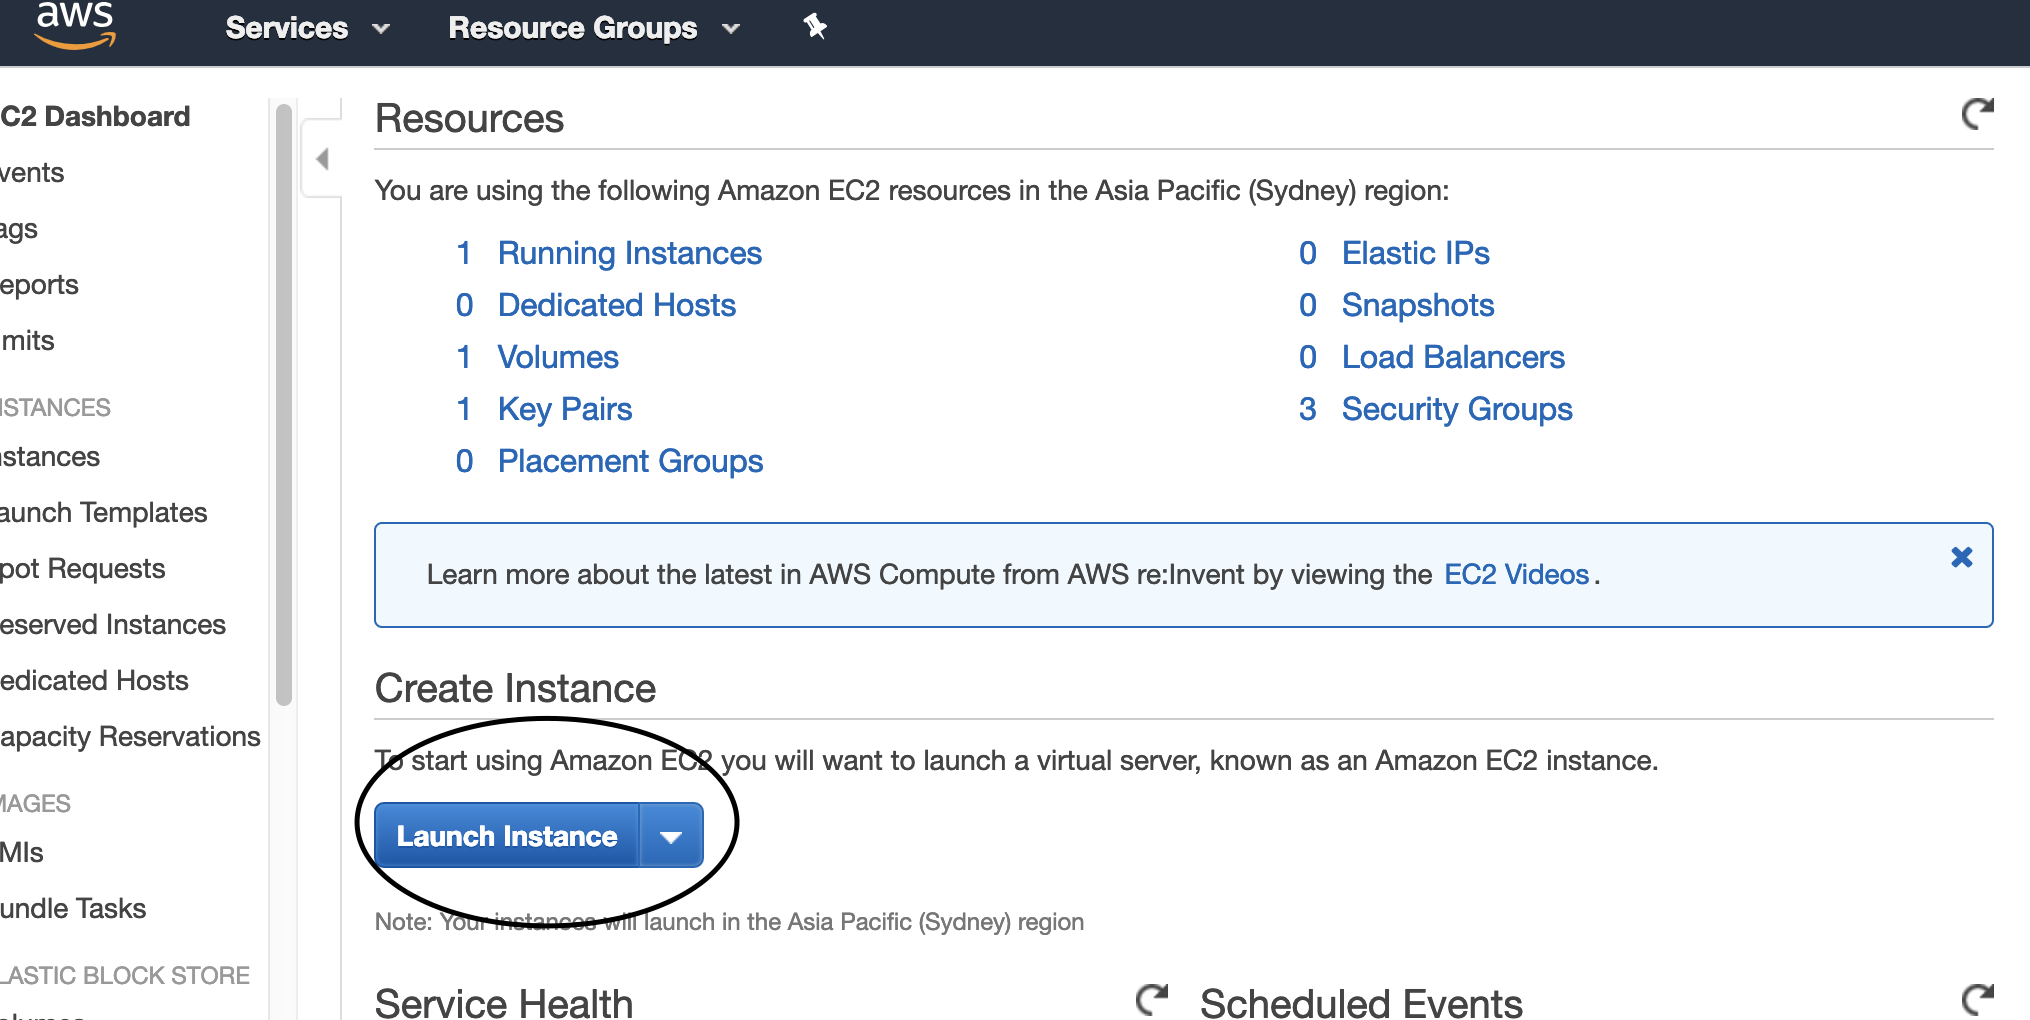 aws Services Resource Groups
C2 Dashboard
vents
ags
eports
mits
STANCES
nstances
aunch Templates
pot Requests
eserved Instances
edicated Hosts
apacity Reservations
MAGES
MIs
undle Tasks
LASTIC BLOCK STORE
Resources
You are using the following Amazon EC2 resources in the Asia Pacific (Sydney) region:
1 Running Instances
0 Dedicated Hosts
1 Volumes
1 Key Pairs
0 Placement Groups
0 Elastic IPs
0 Snapshots
0 Load Balancers
3 Security Groups
Learn more about the latest in AWS Compute from AWS re:Invent by viewing the EC2 Videos.
Create Instance
To start using Amazon EC2 you will want to launch a virtual server, known as an Amazon EC2 instance.
Launch Instance
Note: Your instances will launch in the Asia Pacific (Sydney) region
Service Health
Scheduled Events